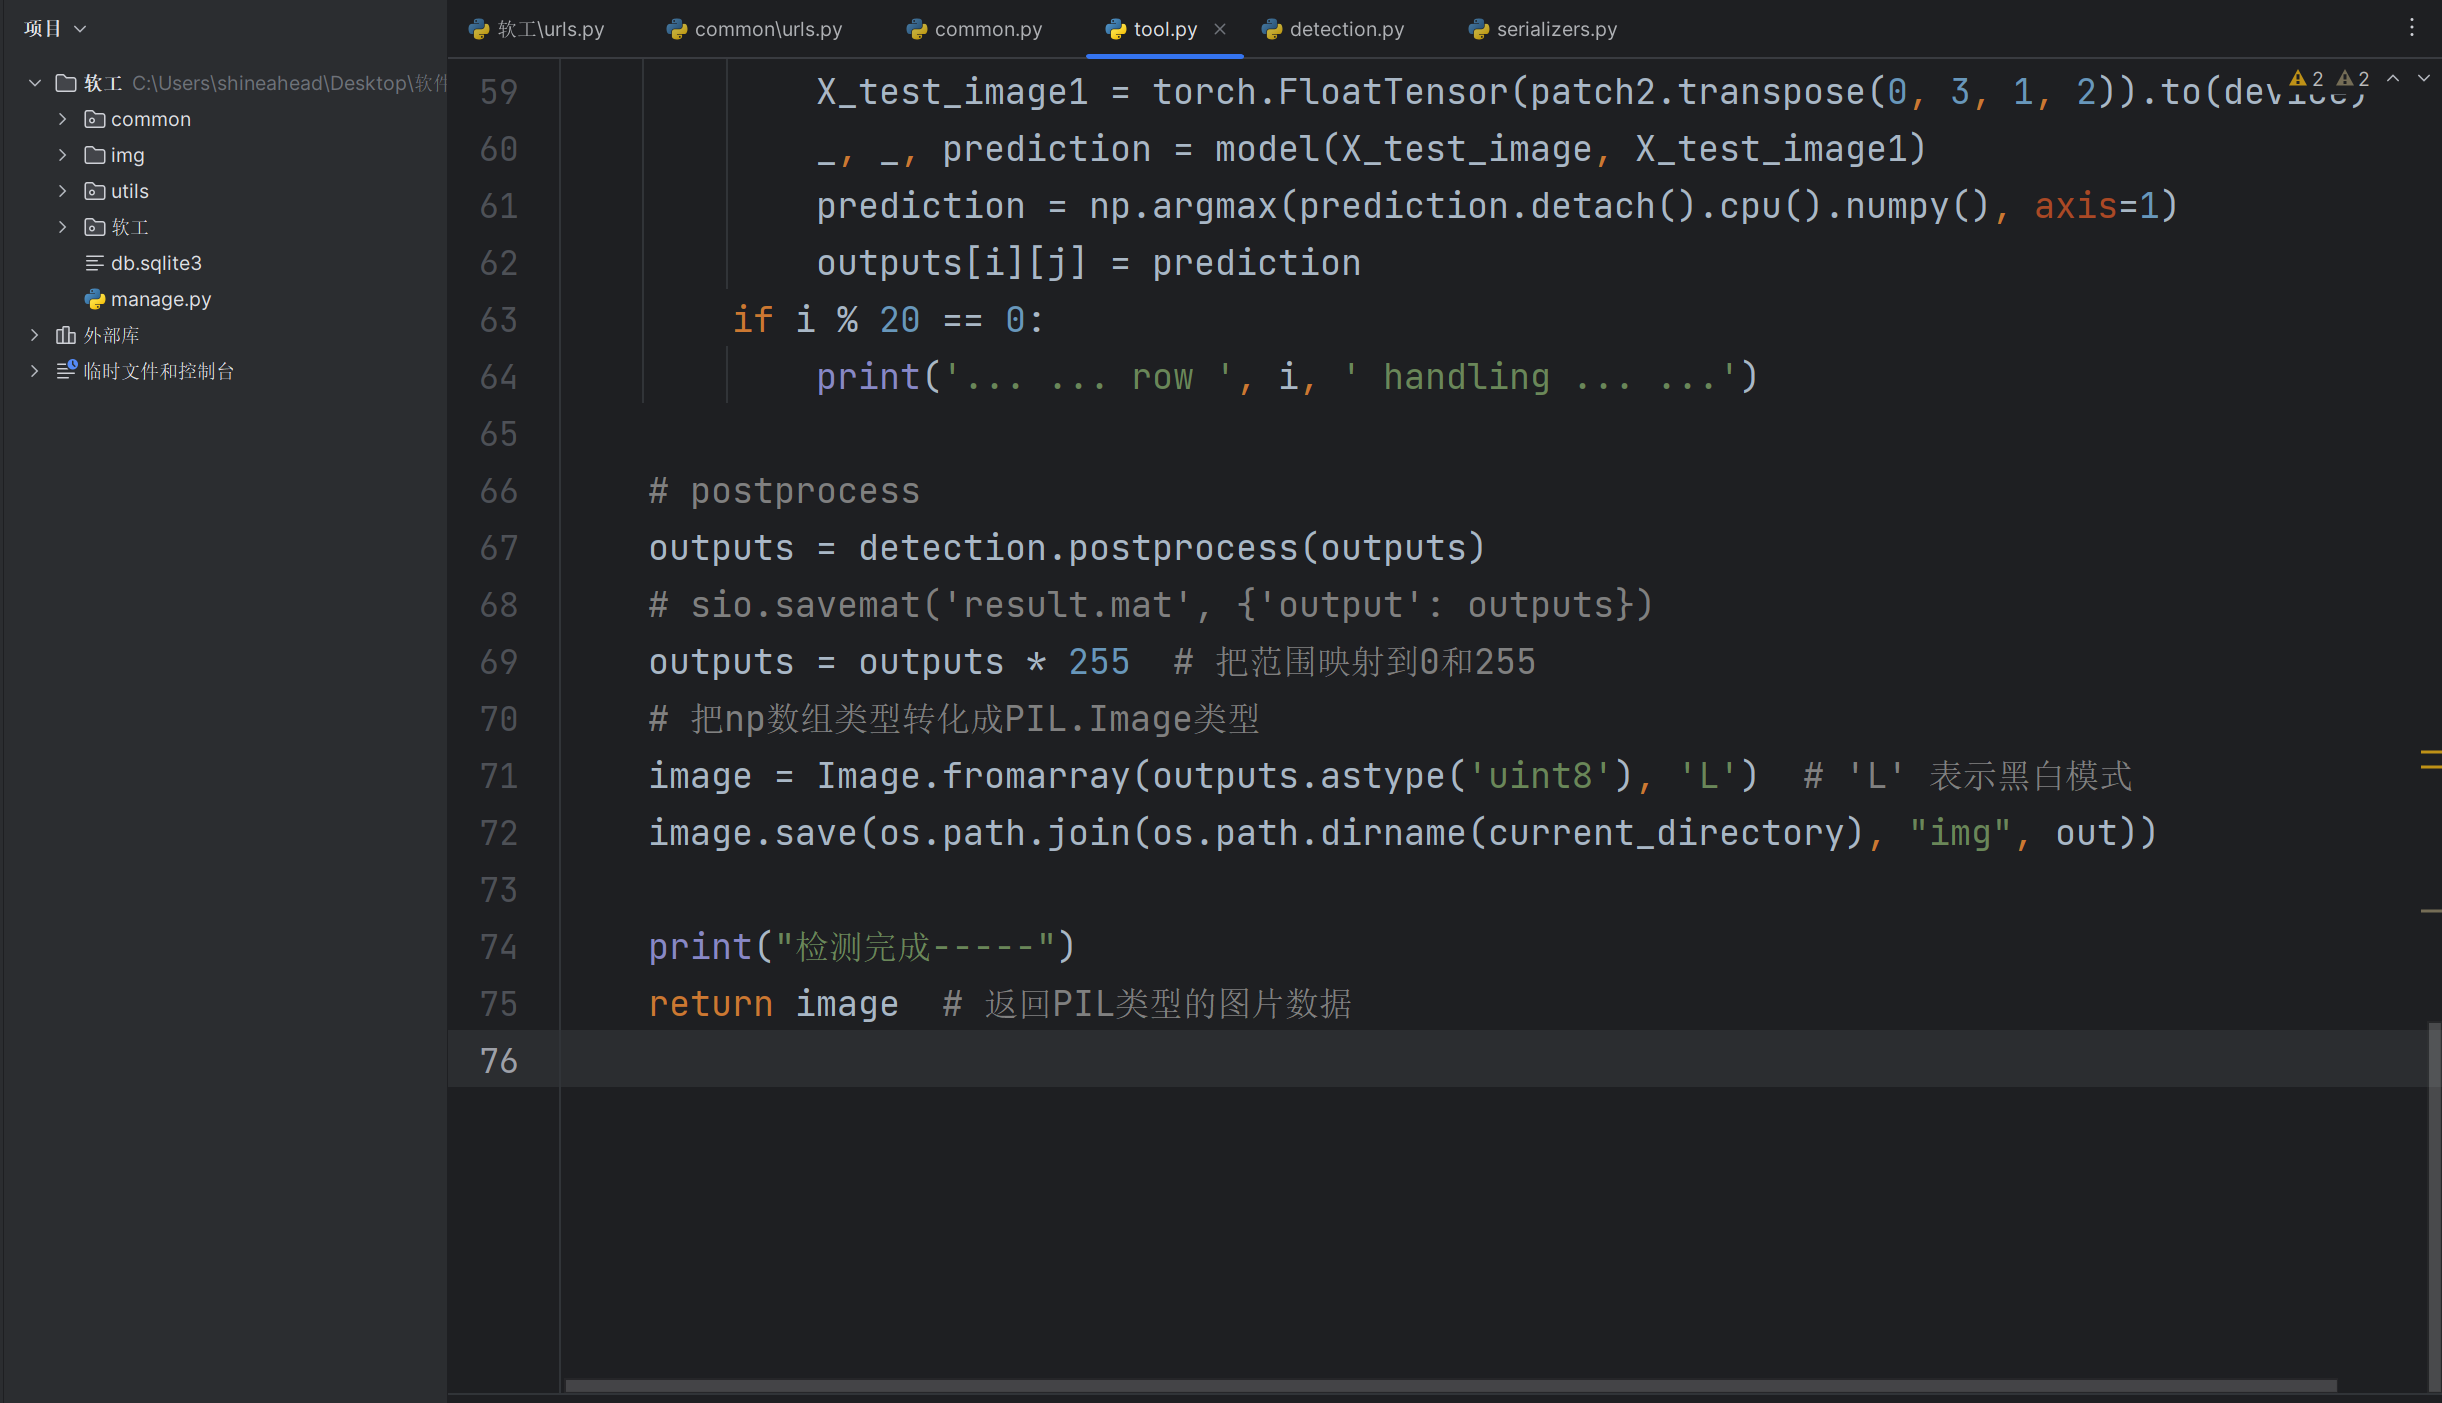 项目
软工 C:\Users\shineahead\Desktop\软件
common
img
utils
软工
db.sqlite3
manage.py
外部库
临时文件和控制台
软工\urls.py common\urls.py common.py tool.py detection.py serializers.py
2 2
59 X_test_image1 = torch.FloatTensor(patch2.transpose(0, 3, 1, 2)).to(device)
60 _, _, prediction = model(X_test_image, X_test_image1)
61 prediction = np.argmax(prediction.detach().cpu().numpy(), axis=1)
62 outputs[i][j] = prediction
63 if i % 20 == 0:
64 print('... ... row ', i, ' handling ... ...')
65
66 # postprocess
67 outputs = detection.postprocess(outputs)
68 # sio.savemat('result.mat', {'output': outputs})
69 outputs = outputs * 255  # 把范围映射到0和255
70 # 把np数组类型转化成PIL.Image类型
71 image = Image.fromarray(outputs.astype('uint8'), 'L')  # 'L' 表示黑白模式
72 image.save(os.path.join(os.path.dirname(current_directory), "img", out))
73
74 print("检测完成-----")
75 return image  # 返回PIL类型的图片数据
76